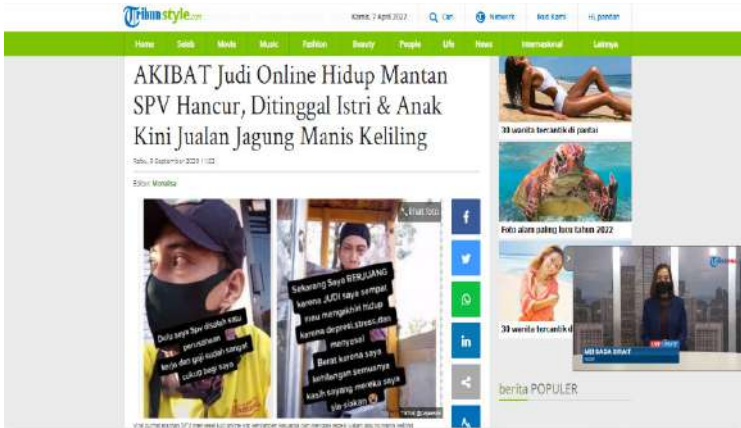 Tribunstyle.com
Kamis, 7 April 2022
Cari
Network
Hi, pandan
Home Seleb Movie Music Fashion Beauty People Life News Internasional Lainnya
AKIBAT Judi Online Hidup Mantan
SPV Hancur, Ditinggal Istri & Anak
Kini Jualan Jagung Manis Keliling
Editor: Monalisa
lihat foto
Dulu saya Spv disalah satu
perusahaan
kerja dan gaji sudah sangat
cukup bagi saya
Sekarang Saya BERJUANG
karena JUDI saya sempat
mau mengakhiri hidup
karena depresi,stress,dan
menyesal
Berat karena saya
kehilangan semuanya
kasih sayang mereka saya
sia-siakan
30 wanita tercantik di pantai
Foto alam paling lucu tahun 2022
30 wanita tercantik d
berita POPULER